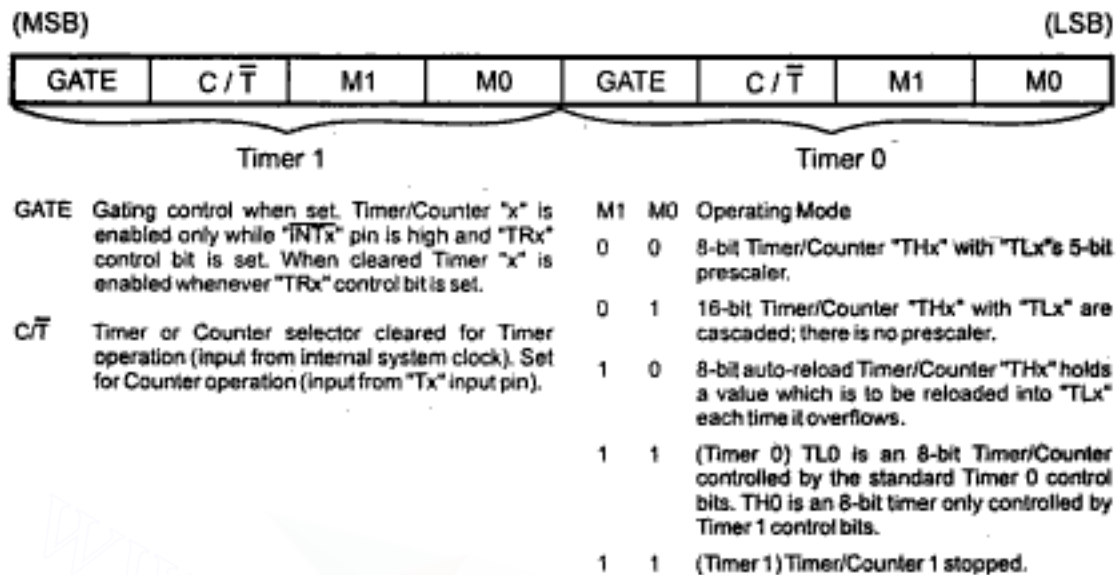 (MSB) (LSB)
GATE C / T̅ M1 M0 GATE C / T̅ M1 M0
Timer 1 Timer 0
GATE Gating control when set. Timer/Counter "x" is
enabled only while "I̅N̅T̅x̅" pin is high and "TRx"
control bit is set. When cleared Timer "x" is
enabled whenever "TRx" control bit is set.
C/T̅ Timer or Counter selector cleared for Timer
operation (input from internal system clock). Set
for Counter operation (input from "Tx" input pin).
M1 M0 Operating Mode
0 0 8-bit Timer/Counter "THx" with "TLx"s 5-bit
prescaler.
0 1 16-bit Timer/Counter "THx" with "TLx" are
cascaded; there is no prescaler.
1 0 8-bit auto-reload Timer/Counter "THx" holds
a value which is to be reloaded into "TLx"
each time it overflows.
1 1 (Timer 0) TL0 is an 8-bit Timer/Counter
controlled by the standard Timer 0 control
bits. TH0 is an 8-bit timer only controlled by
Timer 1 control bits.
1 1 (Timer 1) Timer/Counter 1 stopped.